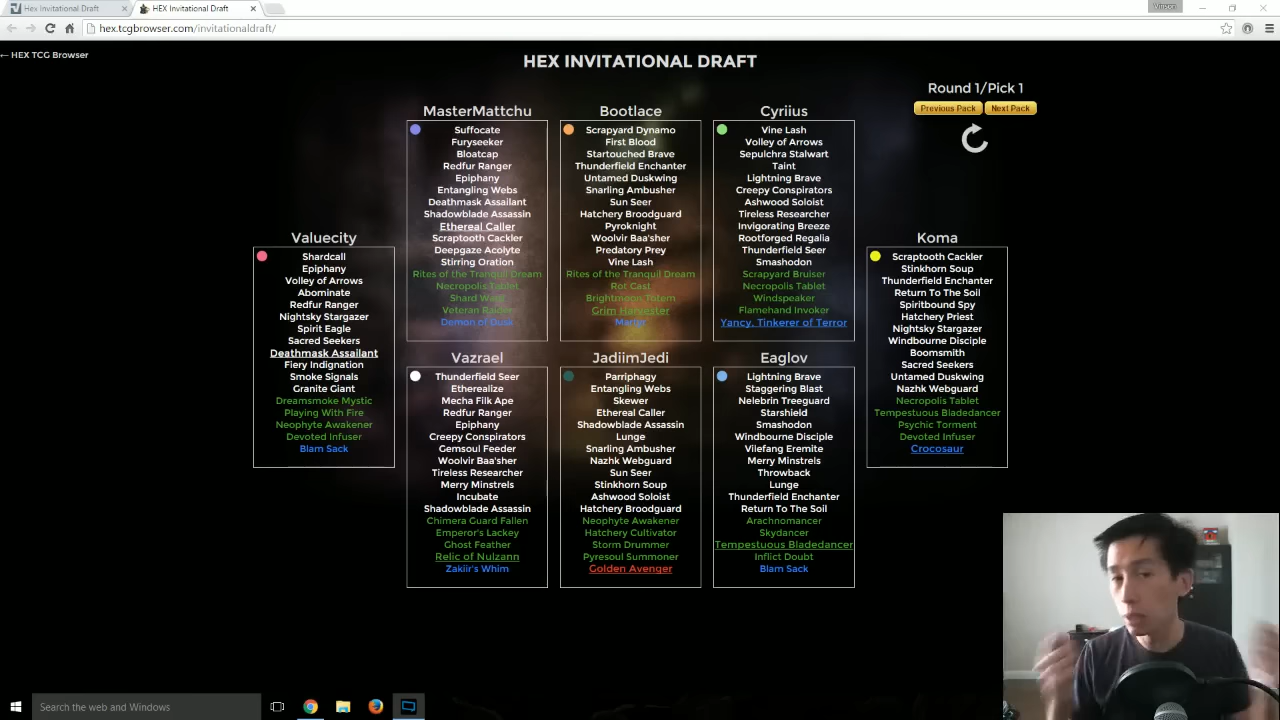 Hex Invitational Draft
HEX Invitational Draft
Vinson
hex.tcgbrowser.com/invitationaldraft/
← HEX TCG Browser
HEX INVITATIONAL DRAFT
Round 1/Pick 1
Previous Pack
Next Pack
MasterMattchu
Suffocate
Furyseeker
Bloatcap
Redfur Ranger
Epiphany
Entangling Webs
Deathmask Assailant
Shadowblade Assassin
Ethereal Caller
Scraptooth Cackler
Deepgaze Acolyte
Stirring Oration
Rites of the Tranquil Dream
Necropolis Tablet
Shard Ward
Veteran Raider
Demon of Dusk
Bootlace
Scrapyard Dynamo
First Blood
Startouched Brave
Thunderfield Enchanter
Untamed Duskwing
Snarling Ambusher
Sun Seer
Hatchery Broodguard
Pyroknight
Woolvir Baa'sher
Predatory Prey
Vine Lash
Rites of the Tranquil Dream
Rot Cast
Brightmoon Totem
Grim Harvester
Martyr
Cyriius
Vine Lash
Volley of Arrows
Sepulchra Stalwart
Taint
Lightning Brave
Creepy Conspirators
Ashwood Soloist
Tireless Researcher
Invigorating Breeze
Rootforged Regalia
Thunderfield Seer
Smashodon
Scrapyard Bruiser
Necropolis Tablet
Windspeaker
Flamehand Invoker
Yancy, Tinkerer of Terror
Valuecity
Shardcall
Epiphany
Volley of Arrows
Abominate
Redfur Ranger
Nightsky Stargazer
Spirit Eagle
Sacred Seekers
Deathmask Assailant
Fiery Indignation
Smoke Signals
Granite Giant
Dreamsmoke Mystic
Playing With Fire
Neophyte Awakener
Devoted Infuser
Blam Sack
Koma
Scraptooth Cackler
Stinkhorn Soup
Thunderfield Enchanter
Return To The Soil
Spiritbound Spy
Hatchery Priest
Nightsky Stargazer
Windbourne Disciple
Boomsmith
Sacred Seekers
Untamed Duskwing
Nazhk Webguard
Necropolis Tablet
Tempestuous Bladedancer
Psychic Torment
Devoted Infuser
Crocosaur
Vazrael
Thunderfield Seer
Etherealize
Mecha Filk Ape
Redfur Ranger
Epiphany
Creepy Conspirators
Gemsoul Feeder
Woolvir Baa'sher
Tireless Researcher
Merry Minstrels
Incubate
Shadowblade Assassin
Chimera Guard Fallen
Emperor's Lackey
Ghost Feather
Relic of Nulzann
Zakiir's Whim
JadiimJedi
Parriphagy
Entangling Webs
Skewer
Ethereal Caller
Shadowblade Assassin
Lunge
Snarling Ambusher
Nazhk Webguard
Sun Seer
Stinkhorn Soup
Ashwood Soloist
Hatchery Broodguard
Neophyte Awakener
Hatchery Cultivator
Storm Drummer
Pyresoul Summoner
Golden Avenger
Eaglov
Lightning Brave
Staggering Blast
Nelebrin Treeguard
Starshield
Smashodon
Windbourne Disciple
Vilefang Eremite
Merry Minstrels
Throwback
Lunge
Thunderfield Enchanter
Return To The Soil
Arachnomancer
Skydancer
Tempestuous Bladedancer
Inflict Doubt
Blam Sack
Search the web and Windows